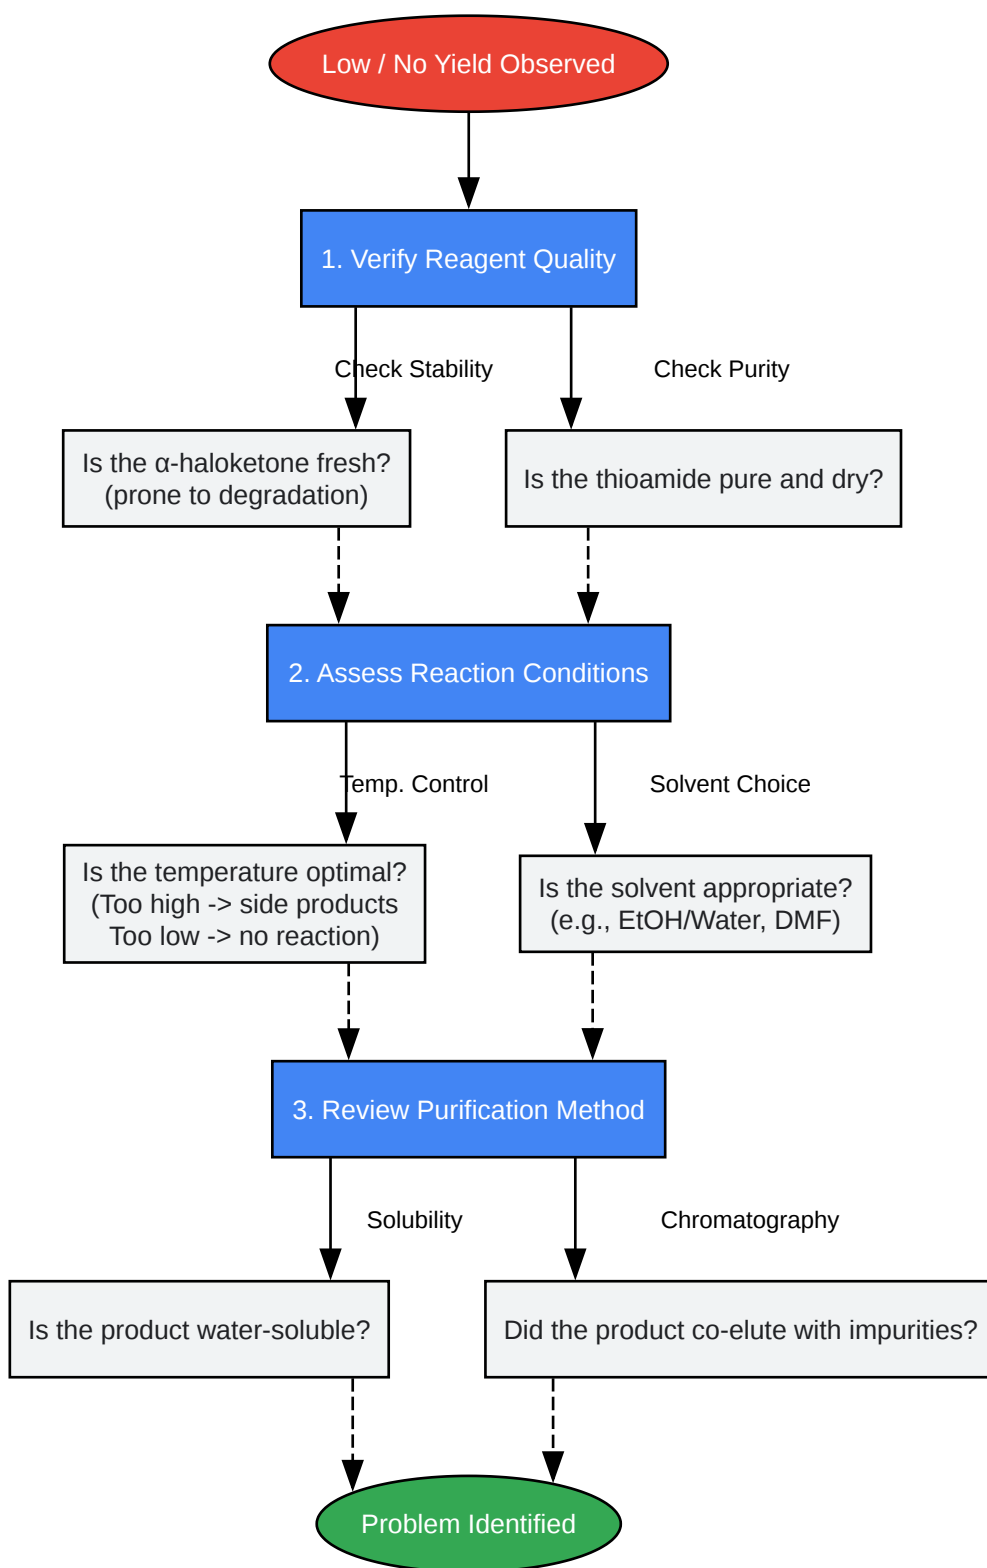 Low / No Yield Observed
1. Verify Reagent Quality
Check Stability
Check Purity
Is the α-haloketone fresh?
(prone to degradation)
Is the thioamide pure and dry?
2. Assess Reaction Conditions
Temp. Control
Solvent Choice
Is the temperature optimal?
(Too high -> side products
Too low -> no reaction)
Is the solvent appropriate?
(e.g., EtOH/Water, DMF)
3. Review Purification Method
Solubility
Chromatography
Is the product water-soluble?
Did the product co-elute with impurities?
Problem Identified